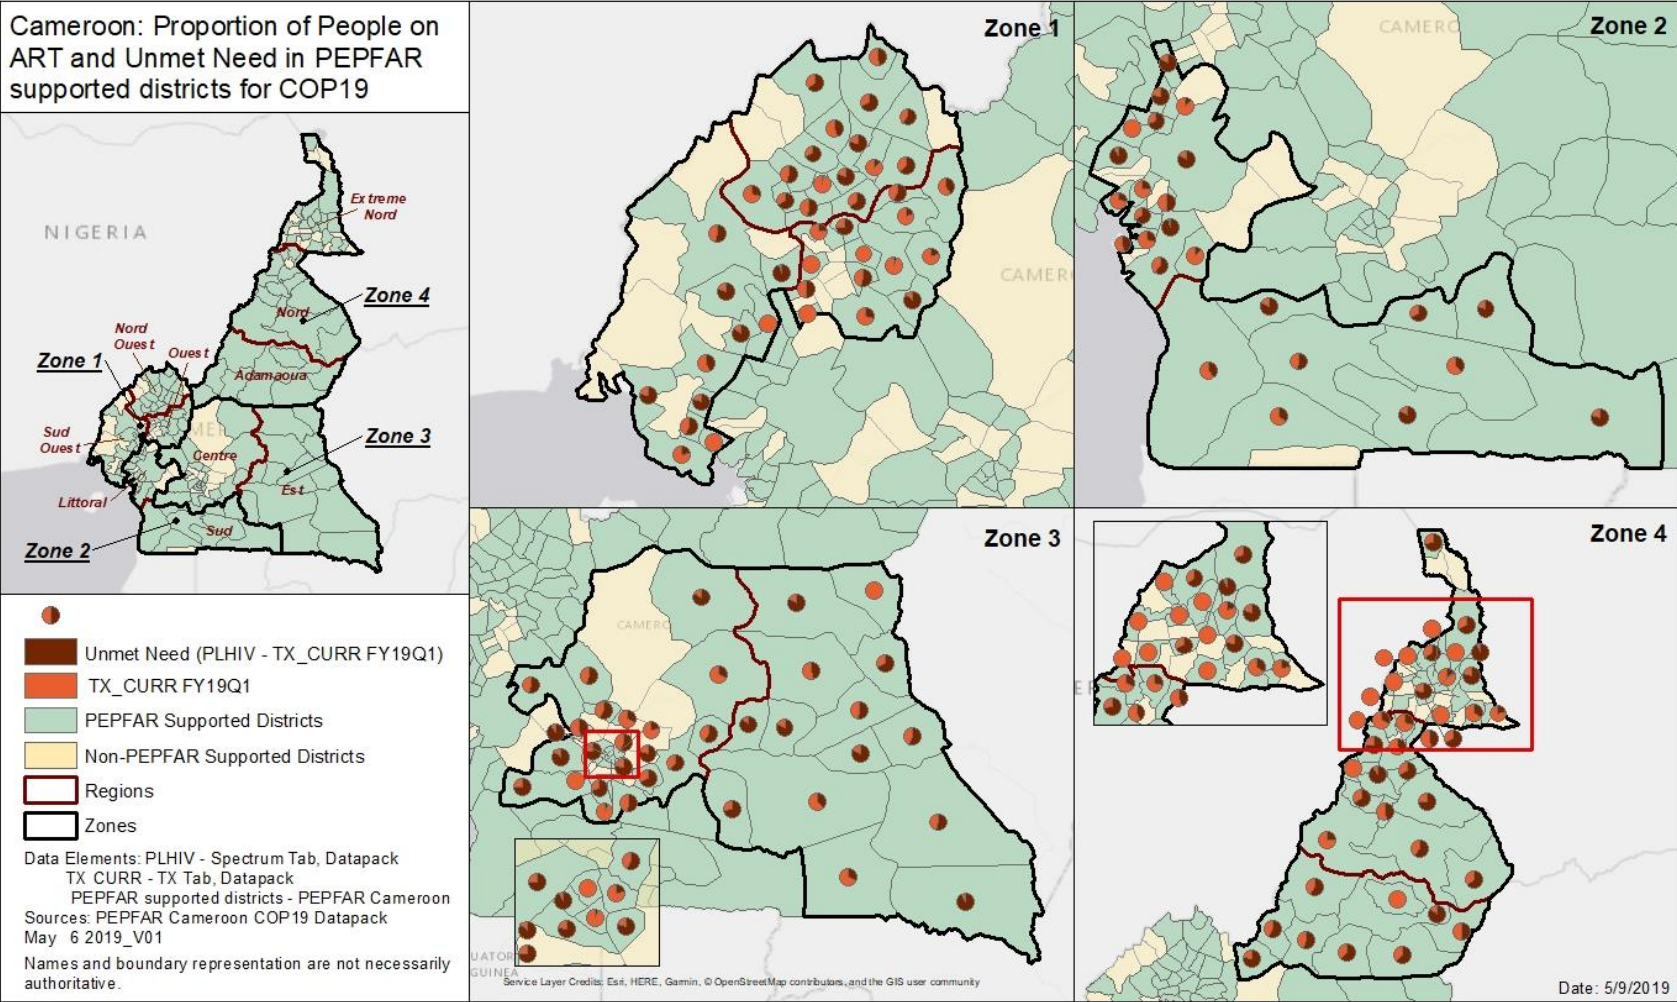 Cameroon: Proportion of People on
ART and Unmet Need in PEPFAR
supported districts for COP19
NIGERIA
Extreme
Nord
Zone 4
Nord
Nord
Ouest
Ouest
Zone 1
Adamaoua
Sud
Ouest
Zone 3
Centre
Est
Littoral
Sud
Zone 2
Unmet Need (PLHIV - TX_CURR FY19Q1)
TX_CURR FY19Q1
PEPFAR Supported Districts
Non-PEPFAR Supported Districts
Regions
Zones
Data Elements: PLHIV - Spectrum Tab, Datapack
TX CURR - TX Tab, Datapack
PEPFAR supported districts - PEPFAR Cameroon
Sources: PEPFAR Cameroon COP19 Datapack
May 6 2019_V01
Names and boundary representation are not necessarily
authoritative.
Zone 1
CAMER
Zone 2
CAMERO
Zone 3
CAMERO
UATOR
GUINEA
Service Layer Credits: Esri, HERE, Garmin, © OpenStreetMap contributors, and the GIS user community
Zone 4
Date: 5/9/2019